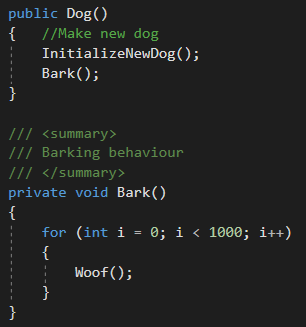 public Dog()
{   //Make new dog
    InitializeNewDog();
    Bark();
}

/// <summary>
/// Barking behaviour
/// </summary>
private void Bark()
{
    for (int i = 0; i < 1000; i++)
    {
        Woof();
    }
}